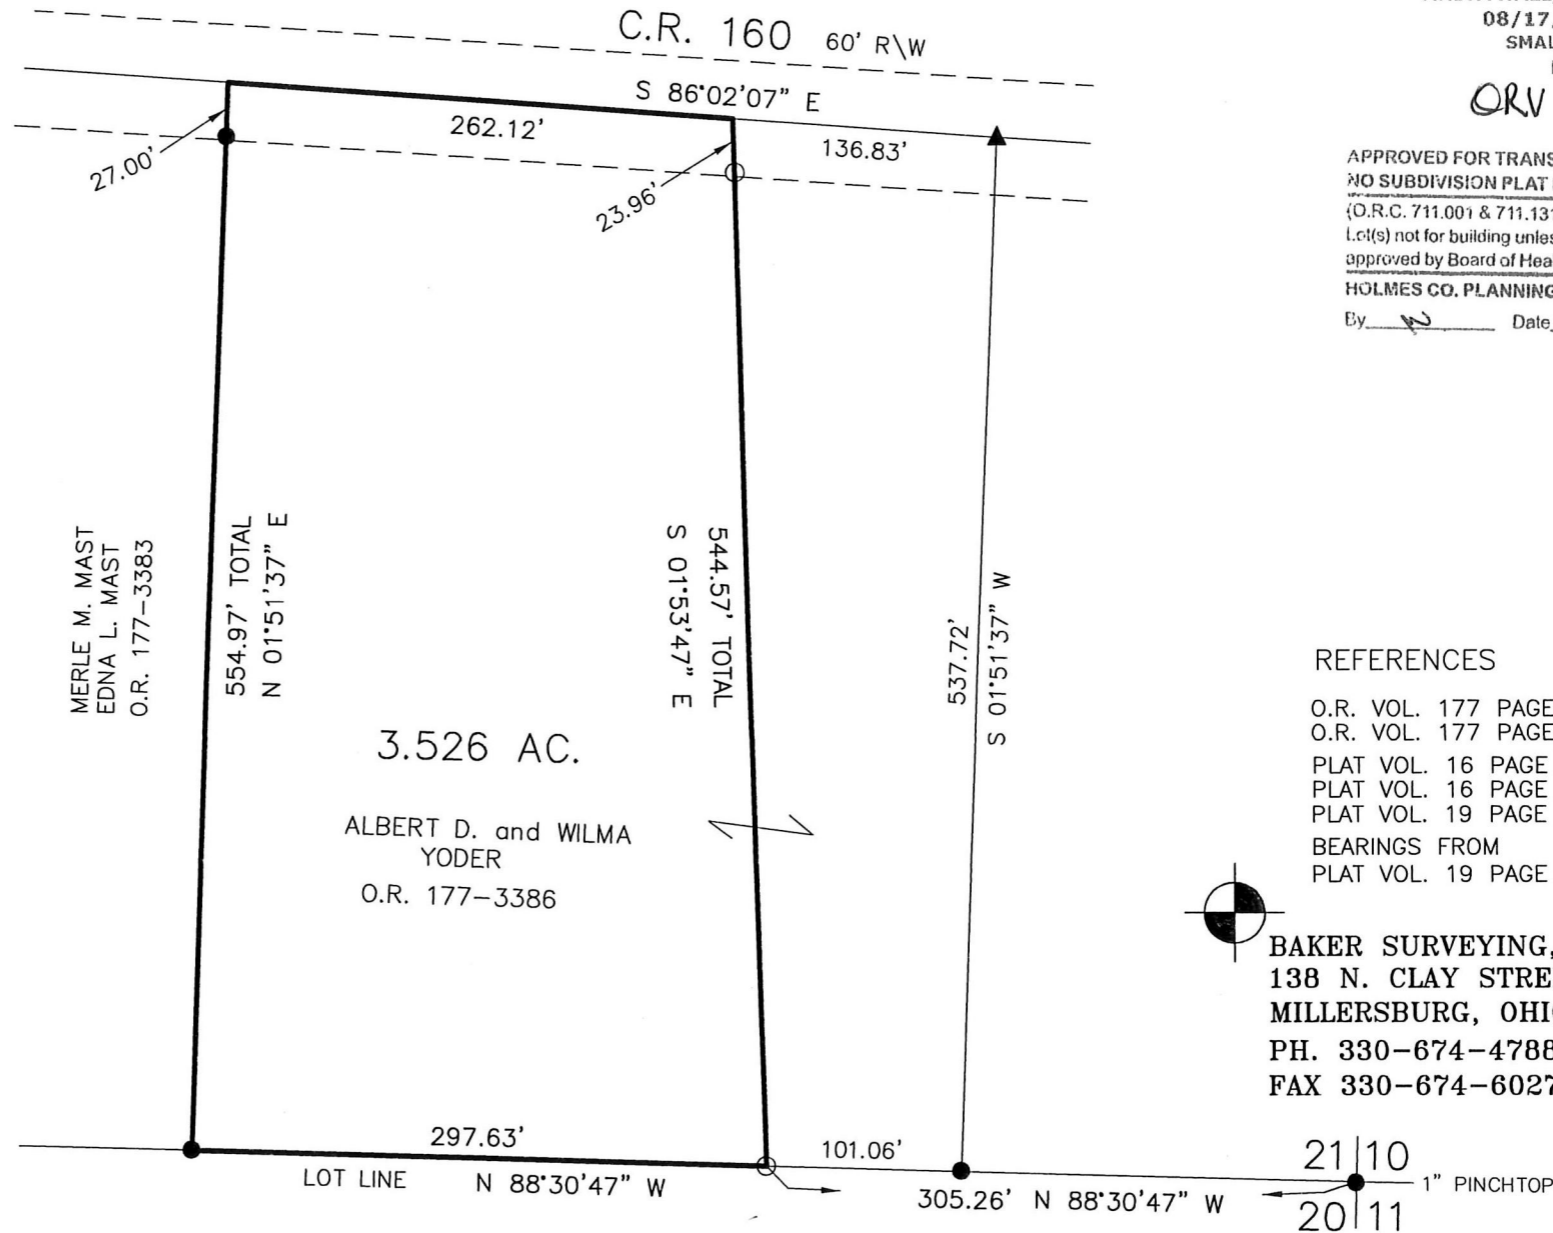 C.R. 160 60' R\W
S 86°02'07" E
262.12'
136.83'
27.00'
23.96'
08/17
ORV
APPROVED FOR TRANS
NO SUBDIVISION PLAT
(O.R.C. 711.001 & 711.13
Lot(s) not for building unles
approved by Board of Hea
HOLMES CO. PLANNING
By Date
MERLE M. MAST
EDNA L. MAST
O.R. 177-3383
554.97' TOTAL
N 01°51'37" E
544.57' TOTAL
S 01°53'47" E
537.72'
S 01°51'37" W
3.526 AC.
ALBERT D. and WILMA
YODER
O.R. 177-3386
REFERENCES
O.R. VOL. 177 PAGE
O.R. VOL. 177 PAGE
PLAT VOL. 16 PAGE
PLAT VOL. 16 PAGE
PLAT VOL. 19 PAGE
BEARINGS FROM
PLAT VOL. 19 PAGE
BAKER SURVEYING,
138 N. CLAY STRE
MILLERSBURG, OHI
PH. 330-674-4788
FAX 330-674-6027
297.63'
101.06'
LOT LINE N 88°30'47" W
305.26' N 88°30'47" W
21 10
20 11
1" PINCHTOP